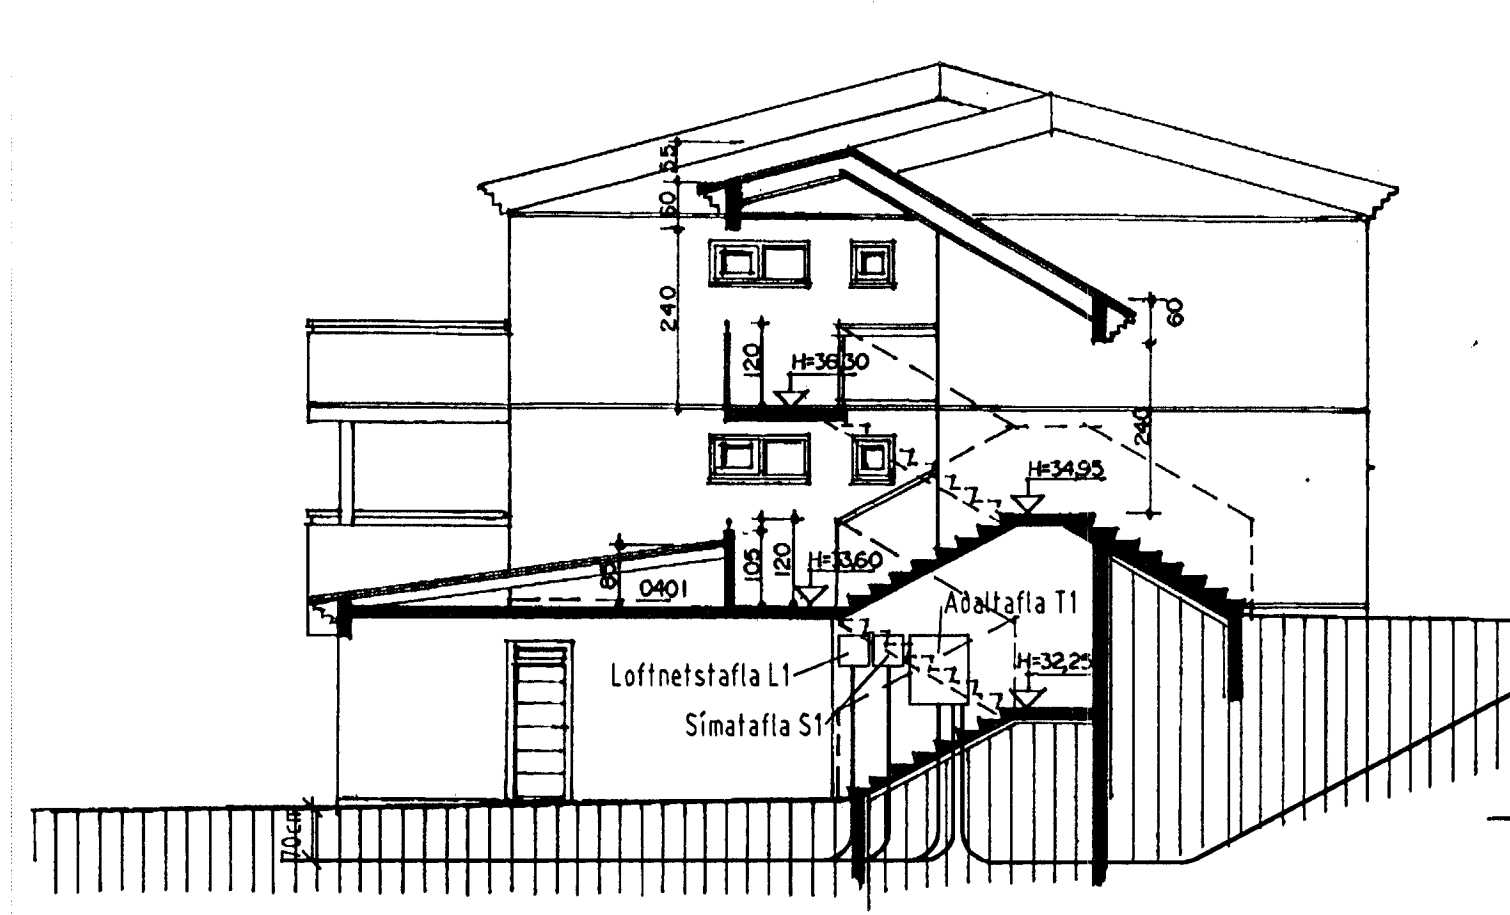 55
60
240
60
120
H=36,30
240
H=34,95
85
105
120
H=33,60
0401
Aðaltafla T1
Loftnetstafla L1
H=32,25
Símatafla S1
70cm